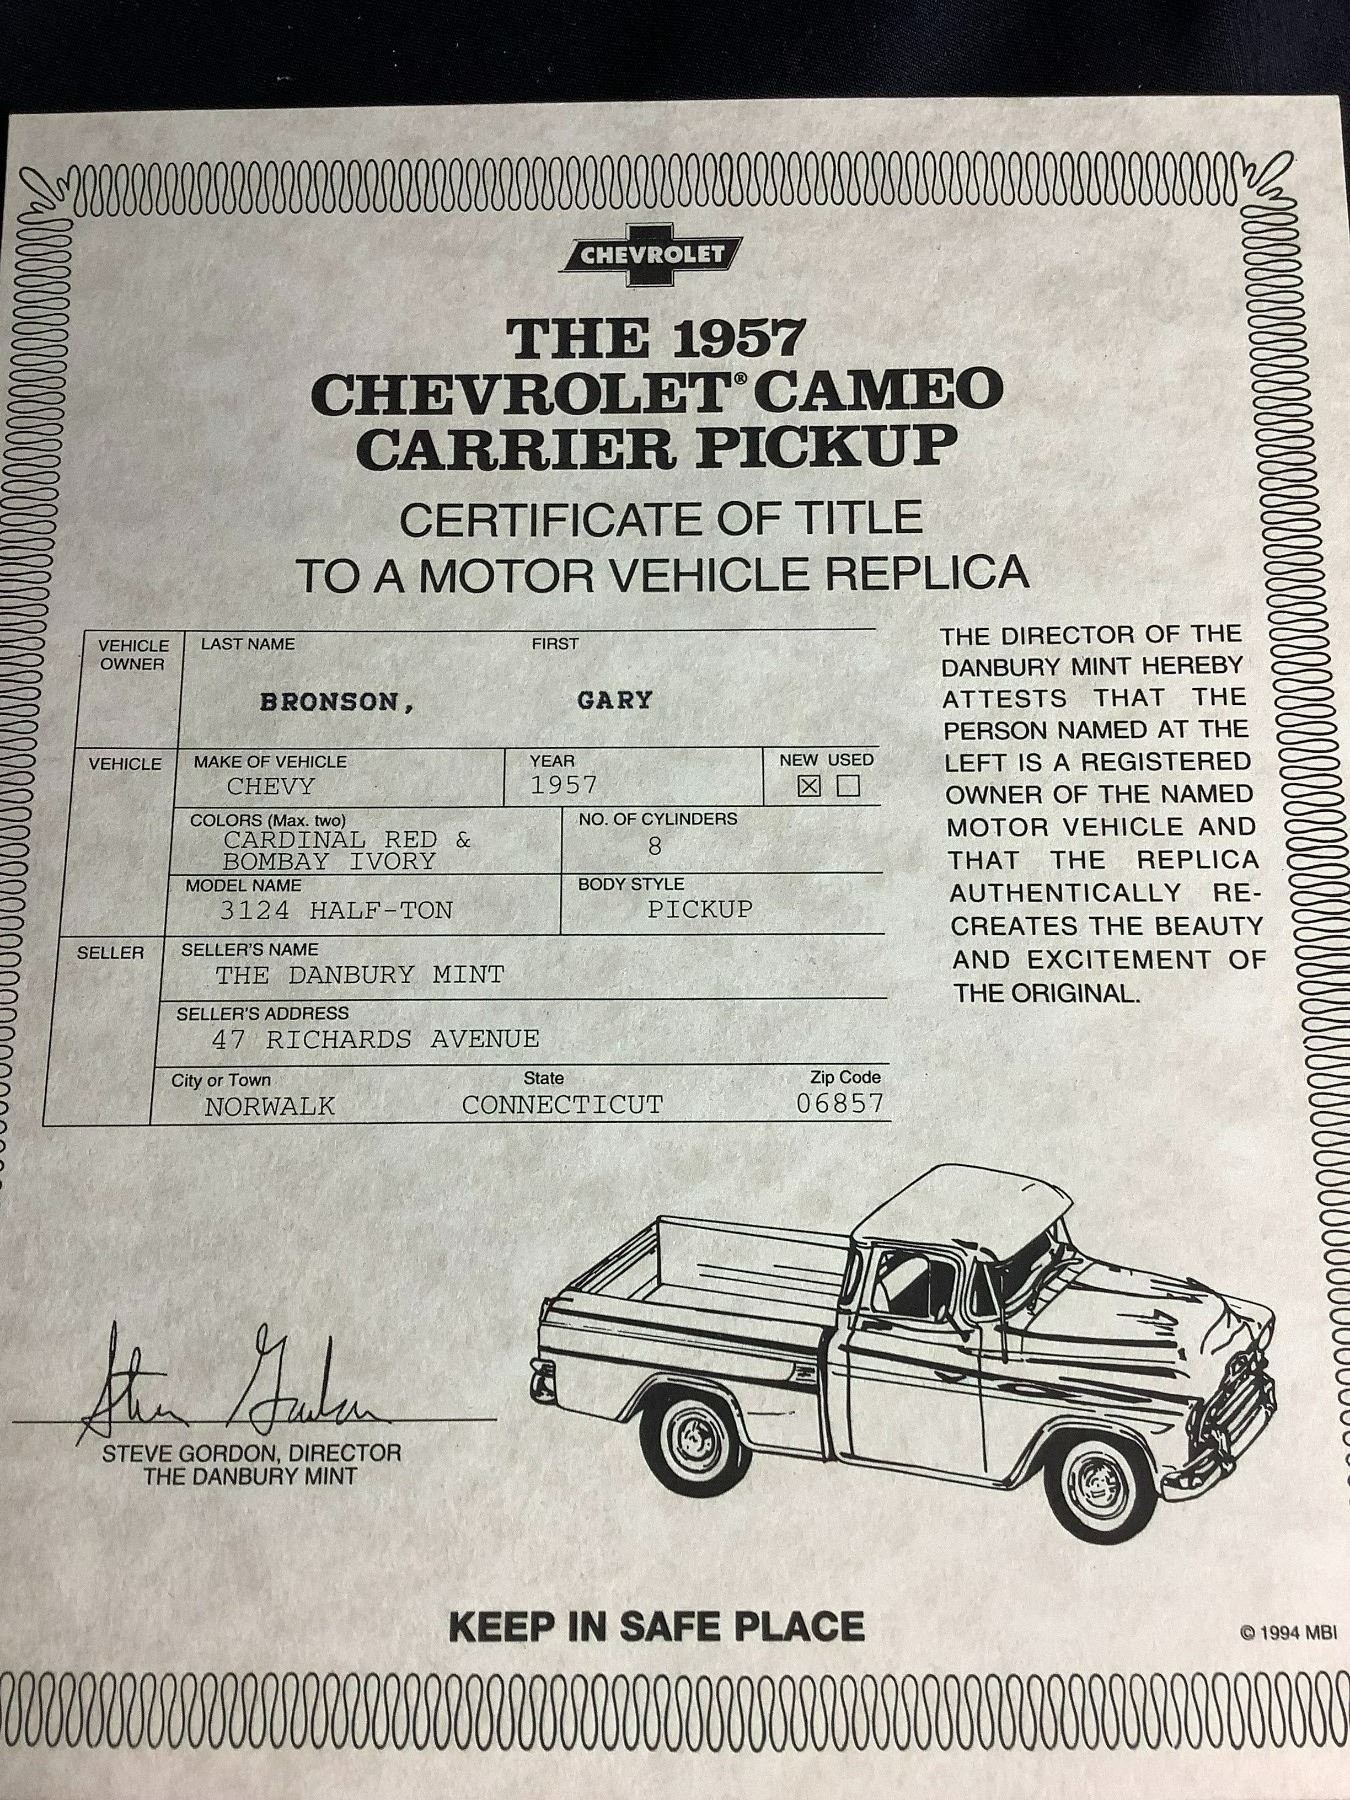 CHEVROLET
THE 1957
CHEVROLET® CAMEO
CARRIER PICKUP
CERTIFICATE OF TITLE
TO A MOTOR VEHICLE REPLICA
VEHICLE OWNER
LAST NAME FIRST
BRONSON, GARY
VEHICLE
MAKE OF VEHICLE YEAR NEW USED
CHEVY 1957 ☒ ☐
COLORS (Max. two) NO. OF CYLINDERS
CARDINAL RED & 8
BOMBAY IVORY
MODEL NAME BODY STYLE
3124 HALF-TON PICKUP
SELLER
SELLER'S NAME
THE DANBURY MINT
SELLER'S ADDRESS
47 RICHARDS AVENUE
City or Town State Zip Code
NORWALK CONNECTICUT 06857
THE DIRECTOR OF THE
DANBURY MINT HEREBY
ATTESTS THAT THE
PERSON NAMED AT THE
LEFT IS A REGISTERED
OWNER OF THE NAMED
MOTOR VEHICLE AND
THAT THE REPLICA
AUTHENTICALLY RE-
CREATES THE BEAUTY
AND EXCITEMENT OF
THE ORIGINAL.
Steve Gordon
STEVE GORDON, DIRECTOR
THE DANBURY MINT
KEEP IN SAFE PLACE
© 1994 MBI